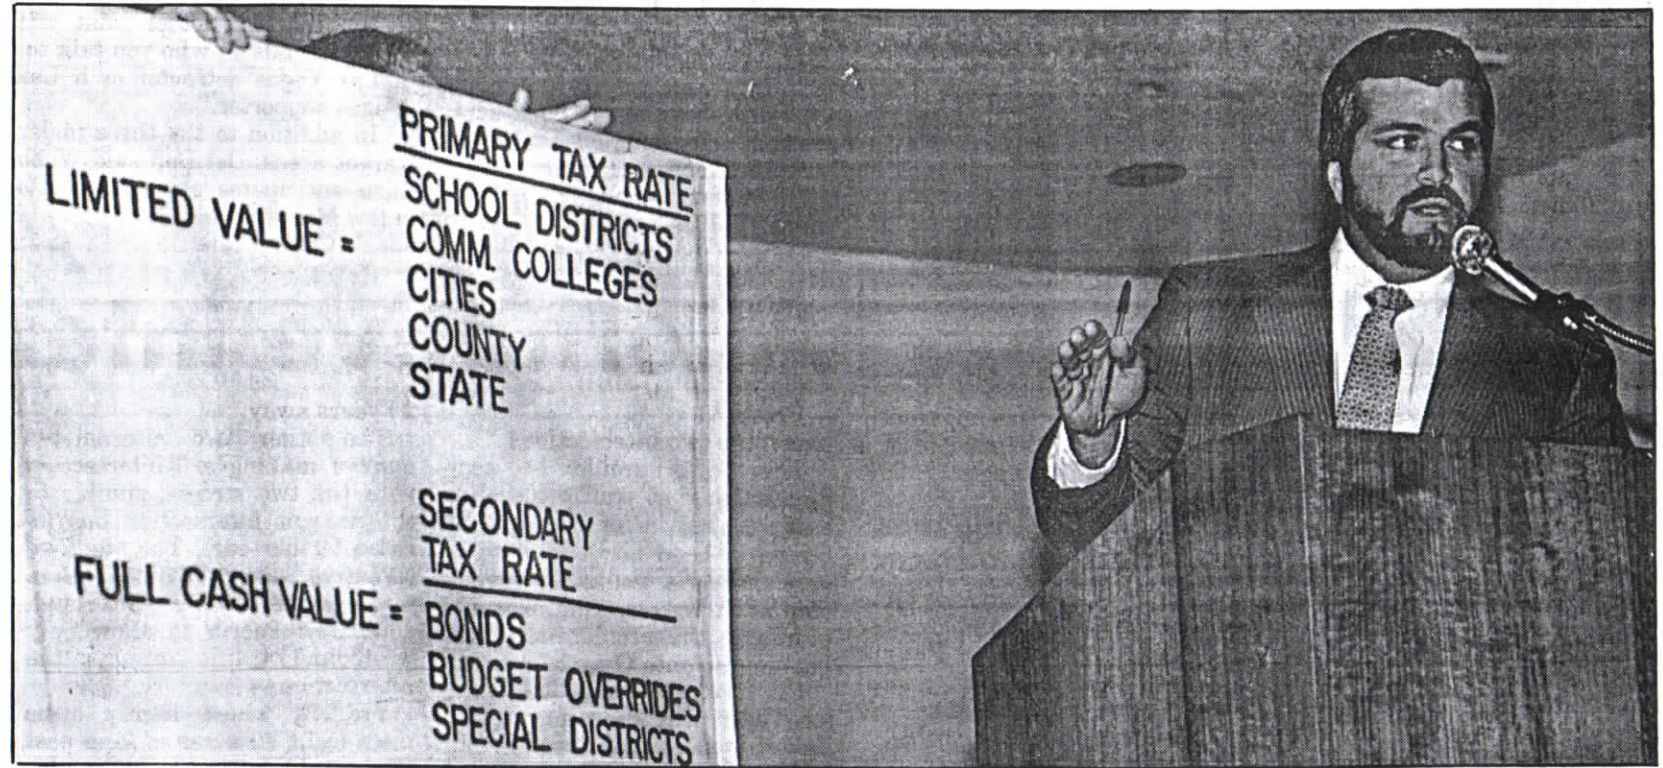 PRIMARY TAX RATE
LIMITED VALUE =
SCHOOL DISTRICTS
COMM. COLLEGES
CITIES
COUNTY
STATE
SECONDARY
TAX RATE
FULL CASH VALUE =
BONDS
BUDGET OVERRIDES
SPECIAL DISTRICTS